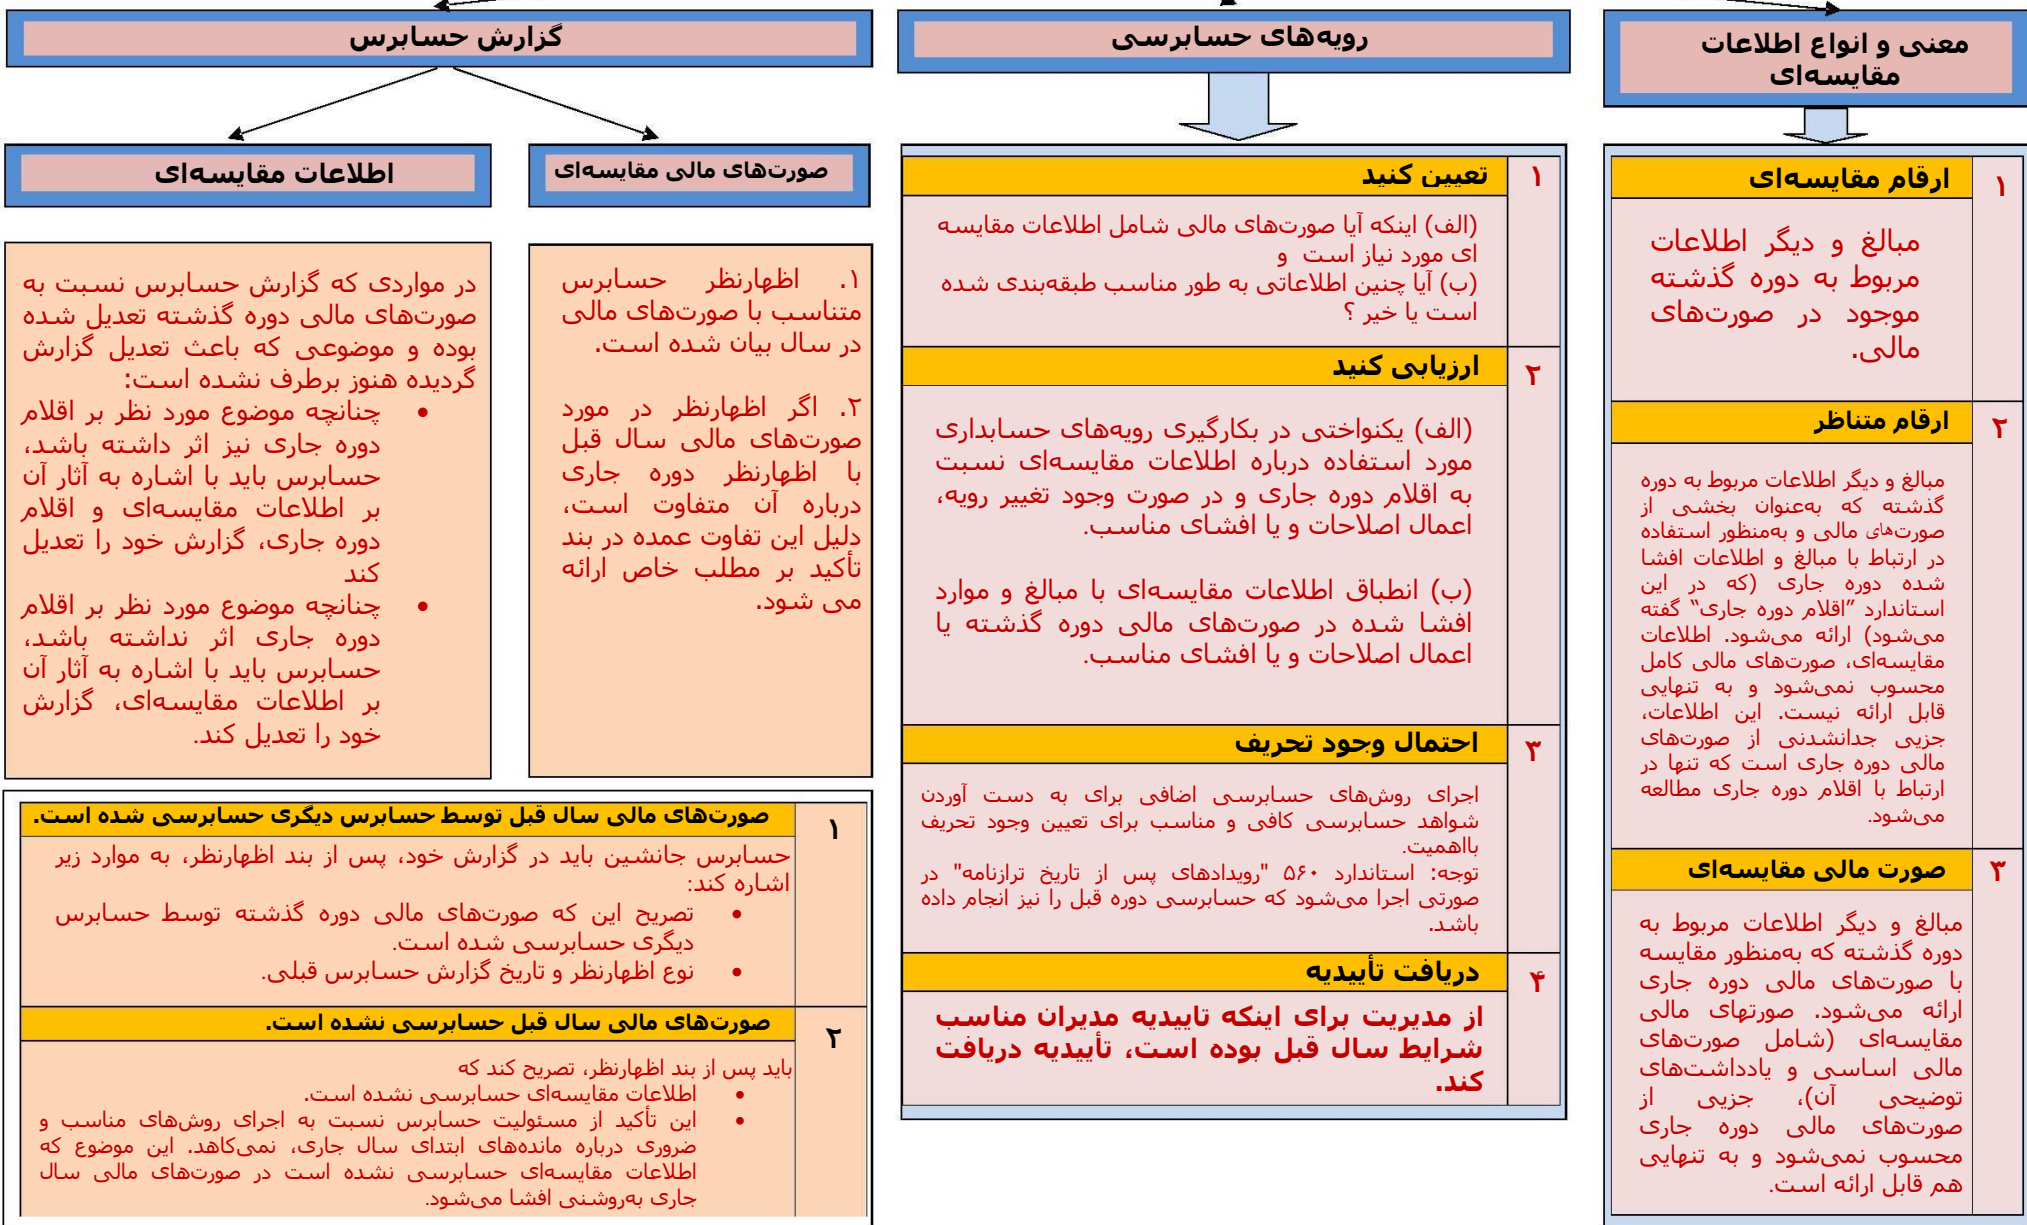 معنی و انواع اطلاعات
مقایسه‌ای
۱
ارقام مقایسه‌ای
مبالغ و دیگر اطلاعات
مربوط به دوره گذشته
موجود در صورت‌های
مالی.
۲
ارقام متناظر
مبالغ و دیگر اطلاعات مربوط به دوره
گذشته که به‌عنوان بخشی از
صورت‌های مالی و به‌منظور استفاده
در ارتباط با مبالغ و اطلاعات افشا
شده دوره جاری (که در این
استاندارد "اقلام دوره جاری" گفته
می‌شود) ارائه می‌شود. اطلاعات
مقایسه‌ای، صورت‌های مالی کامل
محسوب نمی‌شود و به تنهایی
قابل ارائه نیست. این اطلاعات،
جزیی جدانشدنی از صورت‌های
مالی دوره جاری است که تنها در
ارتباط با اقلام دوره جاری مطالعه
می‌شود.
۳
صورت مالی مقایسه‌ای
مبالغ و دیگر اطلاعات مربوط به
دوره گذشته که به‌منظور مقایسه
با صورت‌های مالی دوره جاری
ارائه می‌شود. صورتهای مالی
مقایسه‌ای (شامل صورت‌های
مالی اساسی و یادداشت‌های
توضیحی آن)، جزیی از
صورت‌های مالی دوره جاری
محسوب نمی‌شود و به تنهایی
هم قابل ارائه است.
رویه‌های حسابرسی
۱
تعیین کنید
(الف) اینکه آیا صورت‌های مالی شامل اطلاعات مقایسه
ای مورد نیاز است و
(ب) آیا چنین اطلاعاتی به طور مناسب طبقه‌بندی شده
است یا خیر ؟
۲
ارزیابی کنید
(الف) یکنواختی در بکارگیری رویه‌های حسابداری
مورد استفاده درباره اطلاعات مقایسه‌ای نسبت
به اقلام دوره جاری و در صورت وجود تغییر رویه،
اعمال اصلاحات و یا افشای مناسب.
(ب) انطباق اطلاعات مقایسه‌ای با مبالغ و موارد
افشا شده در صورت‌های مالی دوره گذشته یا
اعمال اصلاحات و یا افشای مناسب.
۳
احتمال وجود تحریف
اجرای روش‌های حسابرسی اضافی برای به دست آوردن
شواهد حسابرسی کافی و مناسب برای تعیین وجود تحریف
بااهمیت.
توجه: استاندارد ۵۶۰ "رویدادهای پس از تاریخ ترازنامه" در
صورتی اجرا می‌شود که حسابرسی دوره قبل را نیز انجام داده
باشد.
۴
دریافت تأییدیه
از مدیریت برای اینکه تاییدیه مدیران مناسب
شرایط سال قبل بوده است، تأییدیه دریافت
کند.
گزارش حسابرس
صورت‌های مالی مقایسه‌ای
۱. اظهارنظر حسابرس
متناسب با صورت‌های مالی
در سال بیان شده است.
۲. اگر اظهارنظر در مورد
صورت‌های مالی سال قبل
با اظهارنظر دوره جاری
درباره آن متفاوت است،
دلیل این تفاوت عمده در بند
تأکید بر مطلب خاص ارائه
می شود.
اطلاعات مقایسه‌ای
در مواردی که گزارش حسابرس نسبت به
صورت‌های مالی دوره گذشته تعدیل شده
بوده و موضوعی که باعث تعدیل گزارش
گردیده هنوز برطرف نشده است:
• چنانچه موضوع مورد نظر بر اقلام
دوره جاری نیز اثر داشته باشد،
حسابرس باید با اشاره به آثار آن
بر اطلاعات مقایسه‌ای و اقلام
دوره جاری، گزارش خود را تعدیل
کند
• چنانچه موضوع مورد نظر بر اقلام
دوره جاری اثر نداشته باشد،
حسابرس باید با اشاره به آثار آن
بر اطلاعات مقایسه‌ای، گزارش
خود را تعدیل کند.
۱
صورت‌های مالی سال قبل توسط حسابرس دیگری حسابرسی شده است.
حسابرس جانشین باید در گزارش خود، پس از بند اظهارنظر، به موارد زیر
اشاره کند:
• تصریح این که صورت‌های مالی دوره گذشته توسط حسابرس
دیگری حسابرسی شده است.
• نوع اظهارنظر و تاریخ گزارش حسابرس قبلی.
۲
صورت‌های مالی سال قبل حسابرسی نشده است.
باید پس از بند اظهارنظر، تصریح کند که
• اطلاعات مقایسه‌ای حسابرسی نشده است.
• این تأکید از مسئولیت حسابرس نسبت به اجرای روش‌های مناسب و
ضروری درباره مانده‌های ابتدای سال جاری، نمی‌کاهد. این موضوع که
اطلاعات مقایسه‌ای حسابرسی نشده است در صورت‌های مالی سال
جاری به‌روشنی افشا می‌شود.